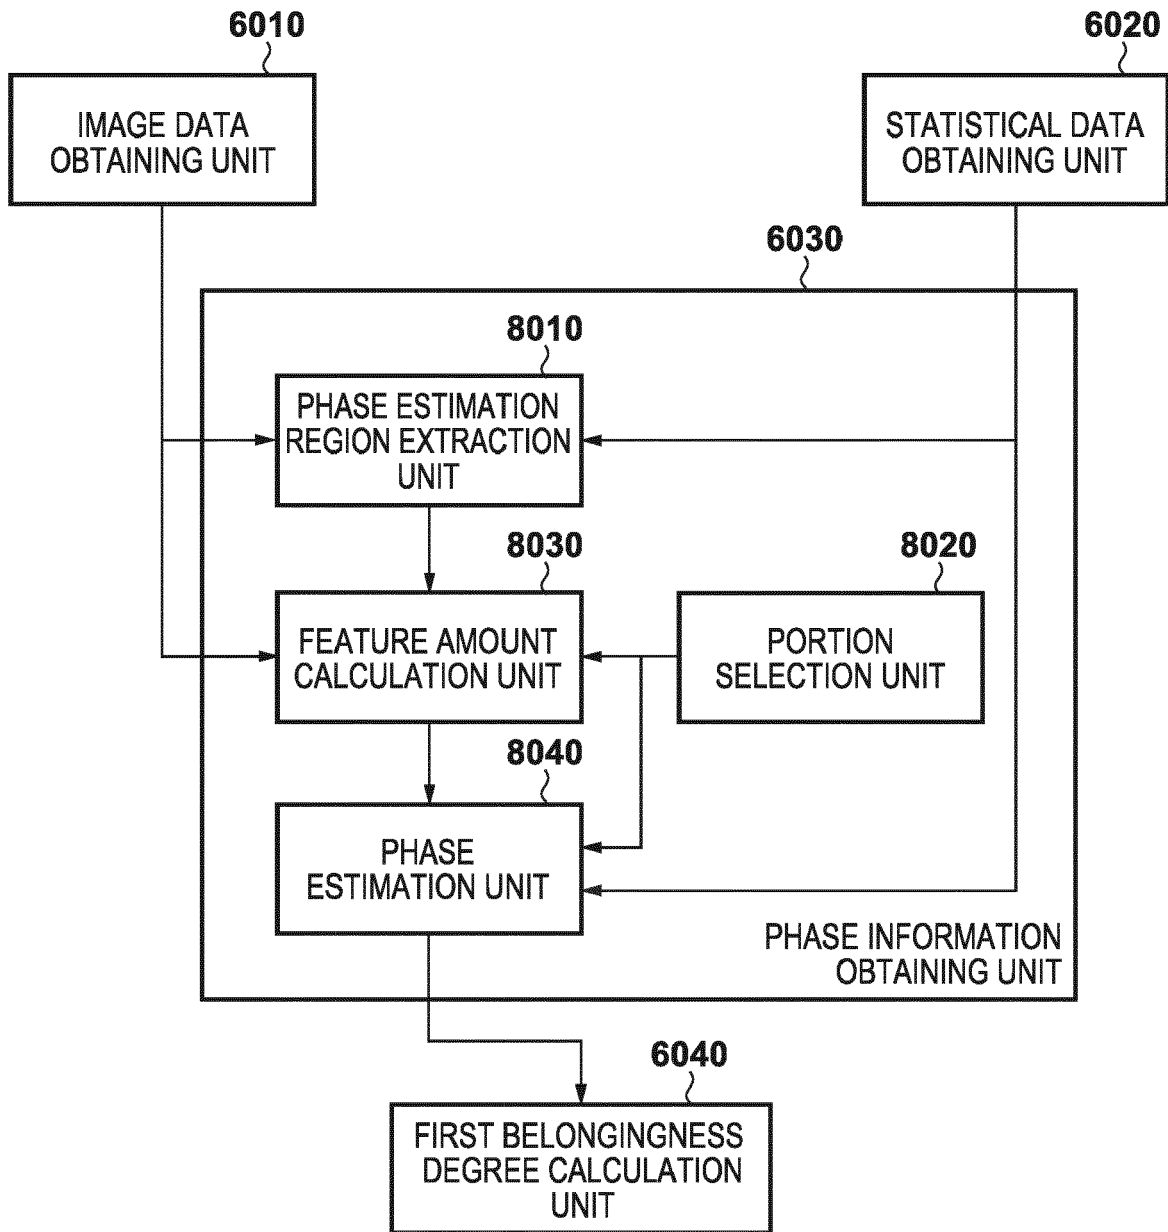 6010
6020
IMAGE DATA
OBTAINING UNIT
STATISTICAL DATA
OBTAINING UNIT
6030
8010
PHASE ESTIMATION
REGION EXTRACTION
UNIT
8030
8020
FEATURE AMOUNT
CALCULATION UNIT
PORTION
SELECTION UNIT
8040
PHASE
ESTIMATION UNIT
PHASE INFORMATION
OBTAINING UNIT
6040
FIRST BELONGINGNESS
DEGREE CALCULATION
UNIT